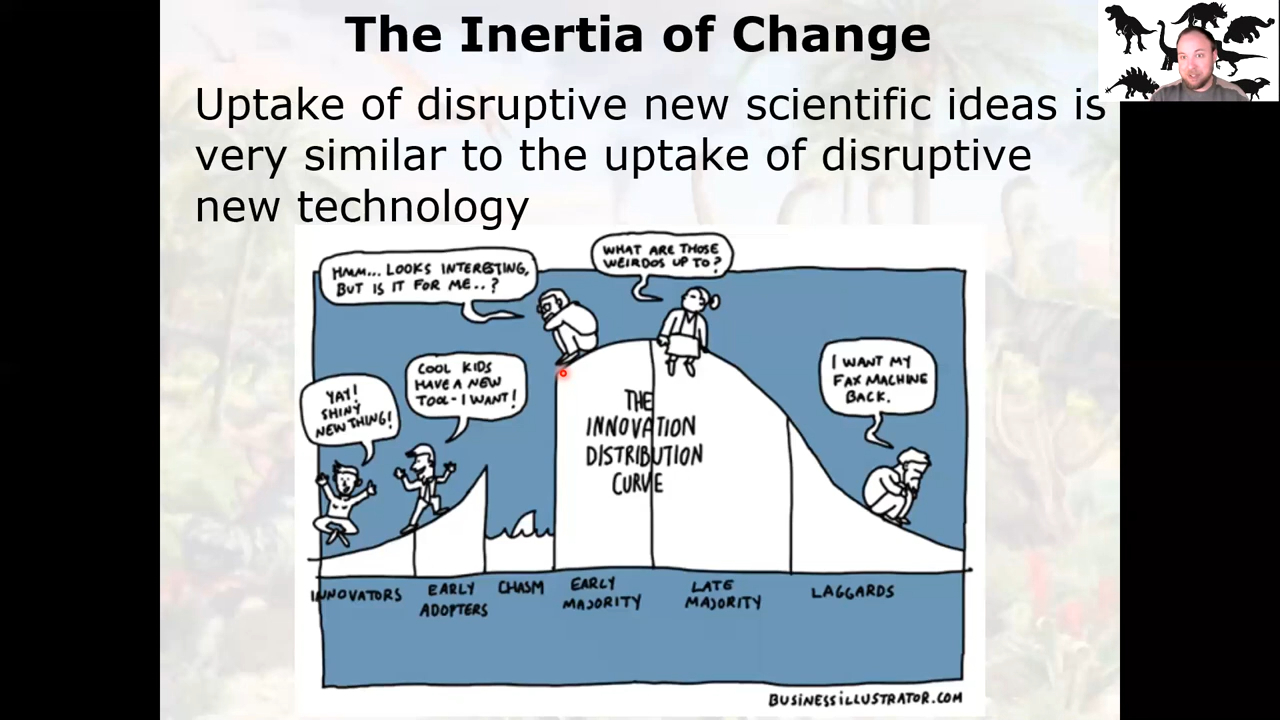 The Inertia of Change
Uptake of disruptive new scientific ideas is
very similar to the uptake of disruptive
new technology
HMM... LOOKS INTERESTING,
BUT IS IT FOR ME..?
WHAT ARE THOSE
WEIRDOS UP TO?
YAY!
SHINY
NEW THING!
COOL KIDS
HAVE A NEW
TOOL - I WANT!
I WANT MY
FAX MACHINE
BACK.
THE
INNOVATION
DISTRIBUTION
CURVE
INNOVATORS
EARLY
ADOPTERS
CHASM
EARLY
MAJORITY
LATE
MAJORITY
LAGGARDS
BUSINESSILLUSTRATOR.COM